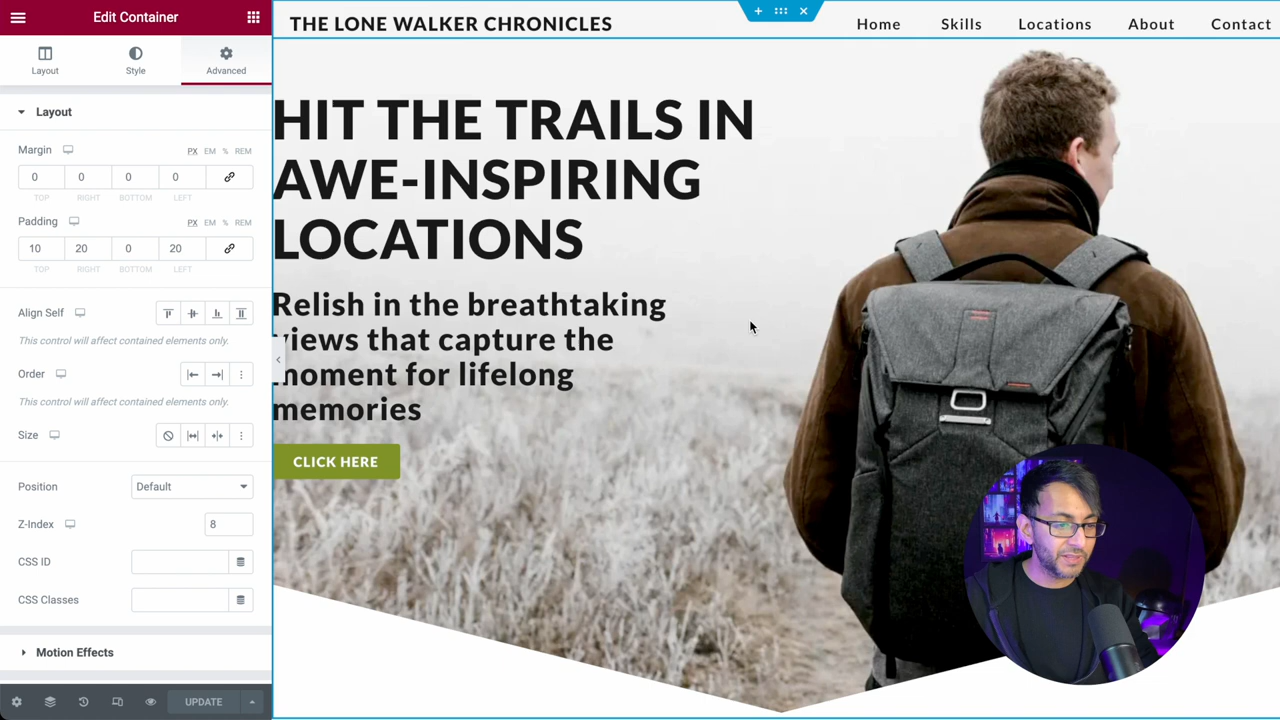 Edit Container
Layout
Style
Advanced
Layout
Margin
PX EM % REM
0 0 0 0
TOP RIGHT BOTTOM LEFT
Padding
PX EM % REM
10 20 0 20
TOP RIGHT BOTTOM LEFT
Align Self
This control will affect contained elements only.
Order
This control will affect contained elements only.
Size
Position
Default
Z-Index
8
CSS ID
CSS Classes
Motion Effects
UPDATE
THE LONE WALKER CHRONICLES
Home Skills Locations About Contact
HIT THE TRAILS IN
AWE-INSPIRING
LOCATIONS
Relish in the breathtaking
views that capture the
moment for lifelong
memories
CLICK HERE